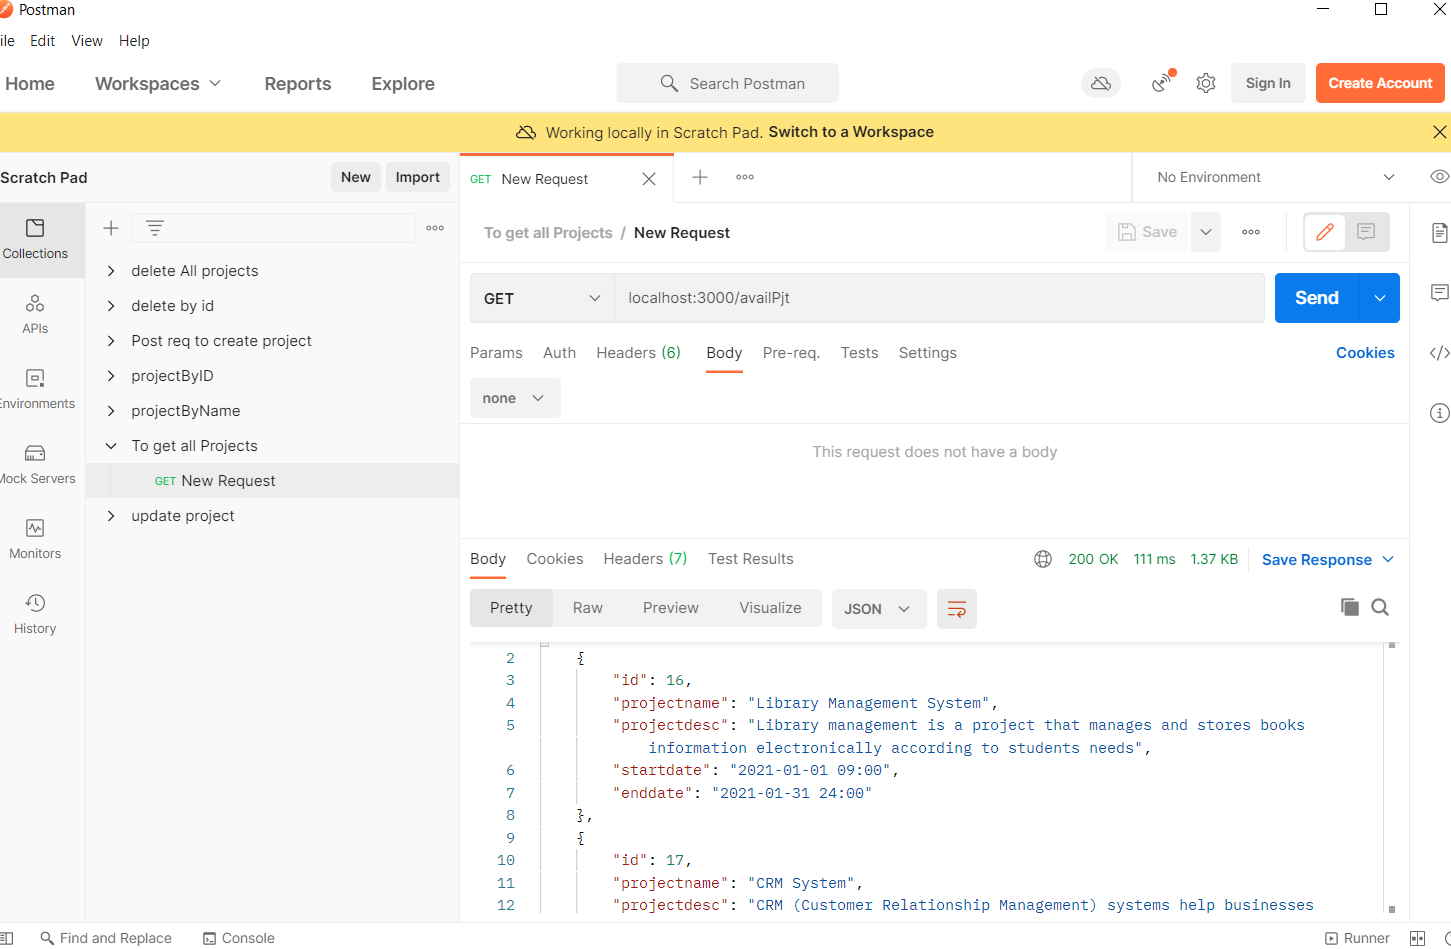 Postman
ile Edit View Help
Home Workspaces Reports Explore Search Postman Sign In Create Account
Working locally in Scratch Pad. Switch to a Workspace
Scratch Pad New Import GET New Request No Environment
Collections
APIs
Environments
Mock Servers
Monitors
History
delete All projects
delete by id
Post req to create project
projectByID
projectByName
To get all Projects
GET New Request
update project
To get all Projects / New Request Save
GET localhost:3000/availPjt Send
Params Auth Headers (6) Body Pre-req. Tests Settings Cookies
none
This request does not have a body
Body Cookies Headers (7) Test Results 200 OK 111 ms 1.37 KB Save Response
Pretty Raw Preview Visualize JSON
2 {
3 "id": 16,
4 "projectname": "Library Management System",
5 "projectdesc": "Library management is a project that manages and stores books
information electronically according to students needs",
6 "startdate": "2021-01-01 09:00",
7 "enddate": "2021-01-31 24:00"
8 },
9 {
10 "id": 17,
11 "projectname": "CRM System",
12 "projectdesc": "CRM (Customer Relationship Management) systems help businesses
Find and Replace Console Runner